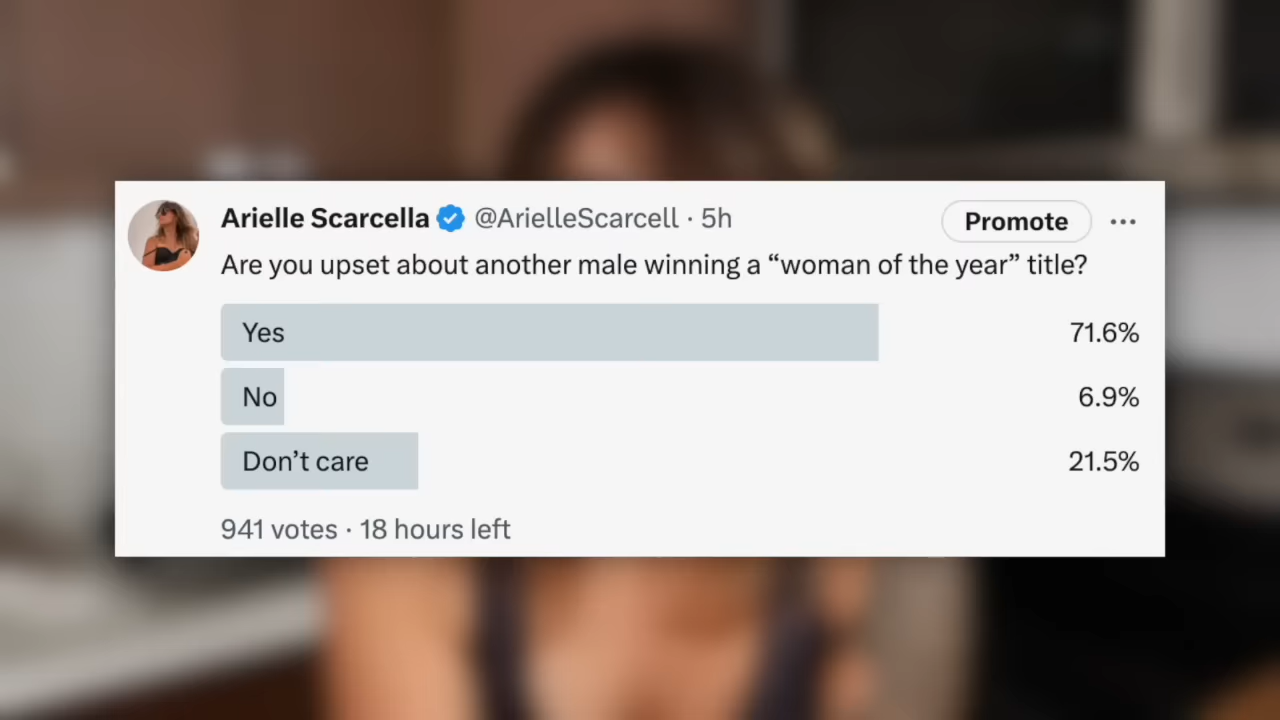 Arielle Scarcella @ArielleScarcell · 5h Promote ···
Are you upset about another male winning a “woman of the year” title?
Yes 71.6%
No 6.9%
Don’t care 21.5%
941 votes · 18 hours left